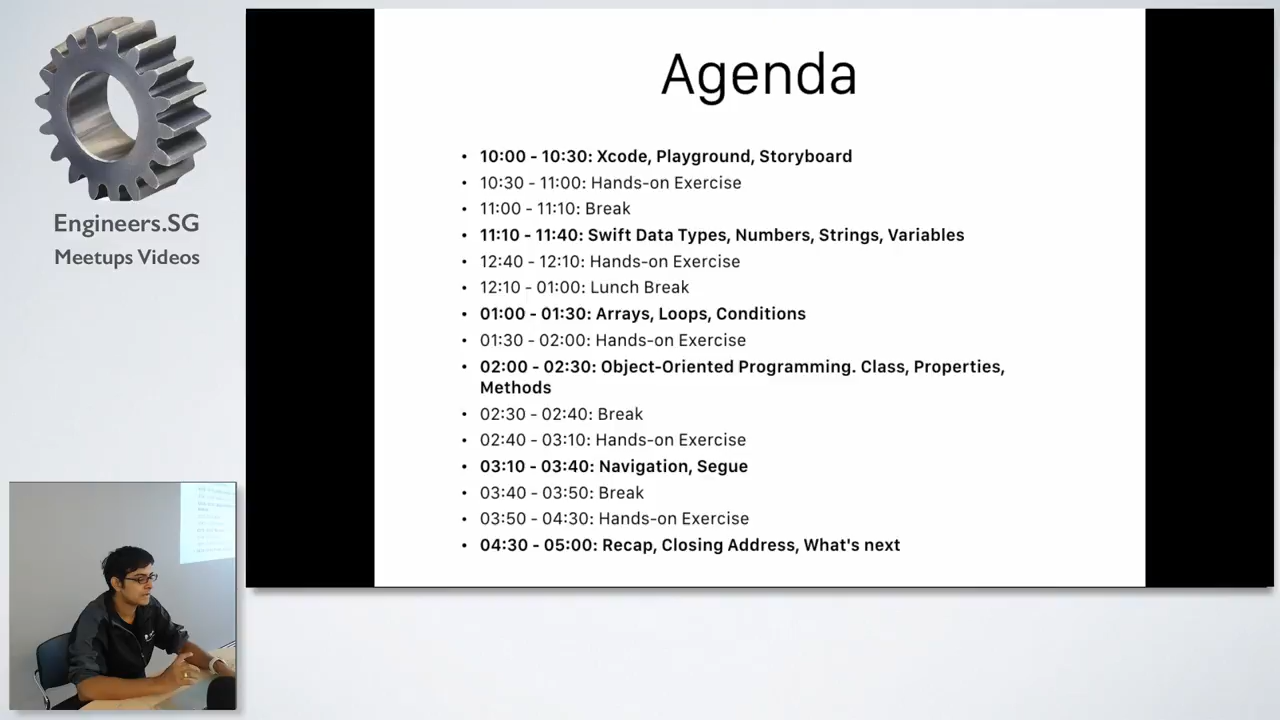 Engineers.SG
Meetups Videos
Agenda
• 10:00 - 10:30: Xcode, Playground, Storyboard
• 10:30 - 11:00: Hands-on Exercise
• 11:00 - 11:10: Break
• 11:10 - 11:40: Swift Data Types, Numbers, Strings, Variables
• 12:40 - 12:10: Hands-on Exercise
• 12:10 - 01:00: Lunch Break
• 01:00 - 01:30: Arrays, Loops, Conditions
• 01:30 - 02:00: Hands-on Exercise
• 02:00 - 02:30: Object-Oriented Programming. Class, Properties,
Methods
• 02:30 - 02:40: Break
• 02:40 - 03:10: Hands-on Exercise
• 03:10 - 03:40: Navigation, Segue
• 03:40 - 03:50: Break
• 03:50 - 04:30: Hands-on Exercise
• 04:30 - 05:00: Recap, Closing Address, What's next